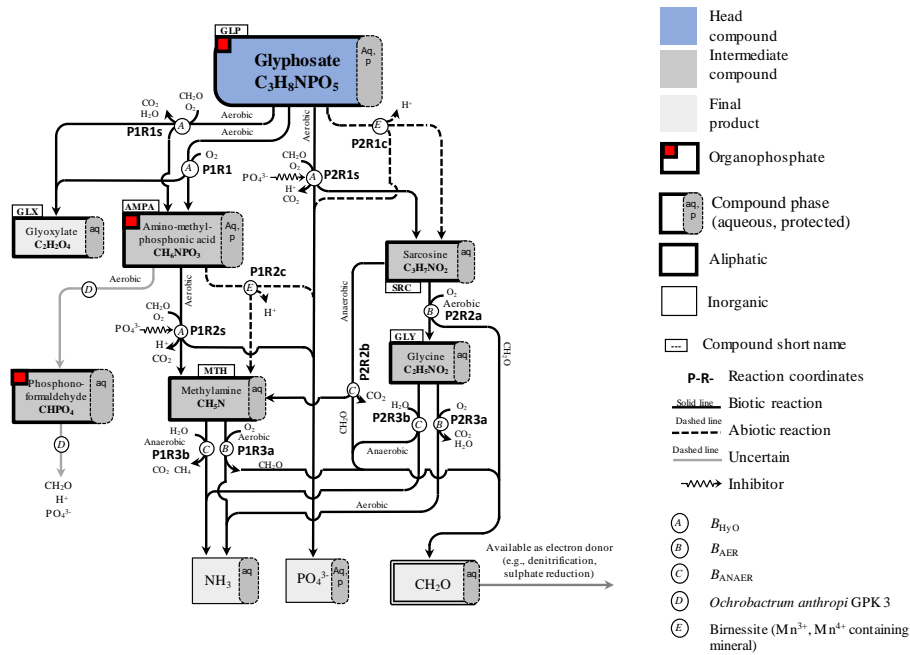 GLP
Glyphosate
C3H8NPO5
Aq, p
CO2
H2O
CH2O
O2
Aerobic
Aerobic
Aerobic
H+
A
P1R1s
E
P2R1c
O2
A
P1R1
CH2O
O2
PO4 3-
A
P2R1s
H+
CO2
GLX
Glyoxylate
C2H2O4
aq
AMPA
Amino-methyl-
phosphonic acid
CH6NPO3
Aq, p
Sarcosine
C3H7NO2
aq
SRC
Aerobic
D
Aerobic
E
P1R2c
H+
CH2O
O2
PO4 3-
A
P1R2s
H+
CO2
Anaerobic
O2
B
Aerobic
P2R2a
GLY
Glycine
C2H5NO2
aq
CH2O
P2R2b
C
CO2
CH2O
Phosphono-
formaldehyde
CHPO4
aq
MTH
Methylamine
CH5N
aq
H2O
P2R3b
C
O2
B
P2R3a
CO2
H2O
Anaerobic
D
CH2O
H+
PO4 3-
H2O
Anaerobic
P1R3b
C
CO2 CH4
O2
Aerobic
B
P1R3a
CH2O
Aerobic
NH3
aq
PO4 3-
Aq, p
CH2O
aq
Available as electron donor
(e.g., denitrification,
sulphate reduction)
Head
compound
Intermediate
compound
Final
product
Organophosphate
Aq, p
Compound phase
(aqueous, protected)
Aliphatic
Inorganic
--- Compound short name
P-R- Reaction coordinates
Solid line Biotic reaction
Dashed line Abiotic reaction
Dashed line Uncertain
Inhibitor
A BHyO
B BAER
C BANAER
D Ochrobactrum anthropi GPK 3
E Birnessite (Mn3+, Mn4+ containing
mineral)